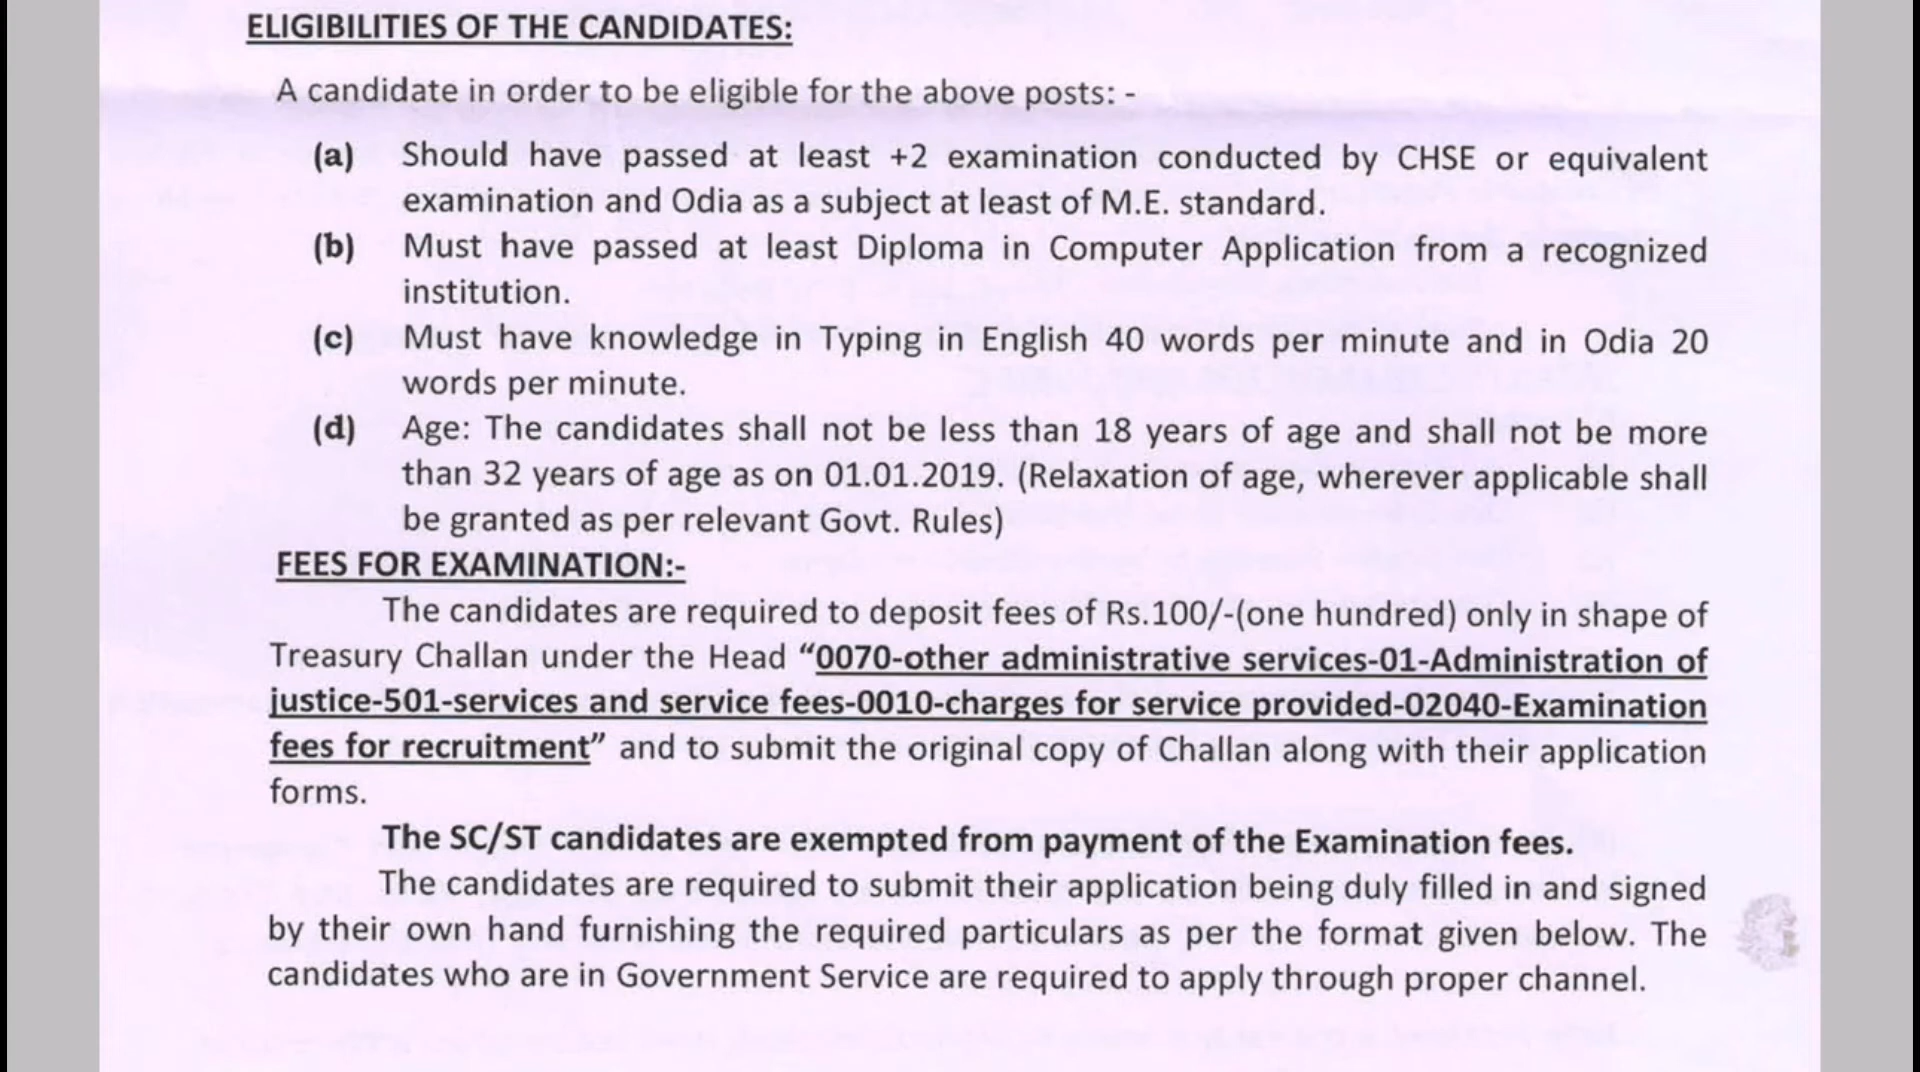 ELIGIBILITIES OF THE CANDIDATES:
A candidate in order to be eligible for the above posts: -
(a) Should have passed at least +2 examination conducted by CHSE or equivalent
examination and Odia as a subject at least of M.E. standard.
(b) Must have passed at least Diploma in Computer Application from a recognized
institution.
(c) Must have knowledge in Typing in English 40 words per minute and in Odia 20
words per minute.
(d) Age: The candidates shall not be less than 18 years of age and shall not be more
than 32 years of age as on 01.01.2019. (Relaxation of age, wherever applicable shall
be granted as per relevant Govt. Rules)
FEES FOR EXAMINATION:-
The candidates are required to deposit fees of Rs.100/-(one hundred) only in shape of
Treasury Challan under the Head “0070-other administrative services-01-Administration of
justice-501-services and service fees-0010-charges for service provided-02040-Examination
fees for recruitment” and to submit the original copy of Challan along with their application
forms.
The SC/ST candidates are exempted from payment of the Examination fees.
The candidates are required to submit their application being duly filled in and signed
by their own hand furnishing the required particulars as per the format given below. The
candidates who are in Government Service are required to apply through proper channel.